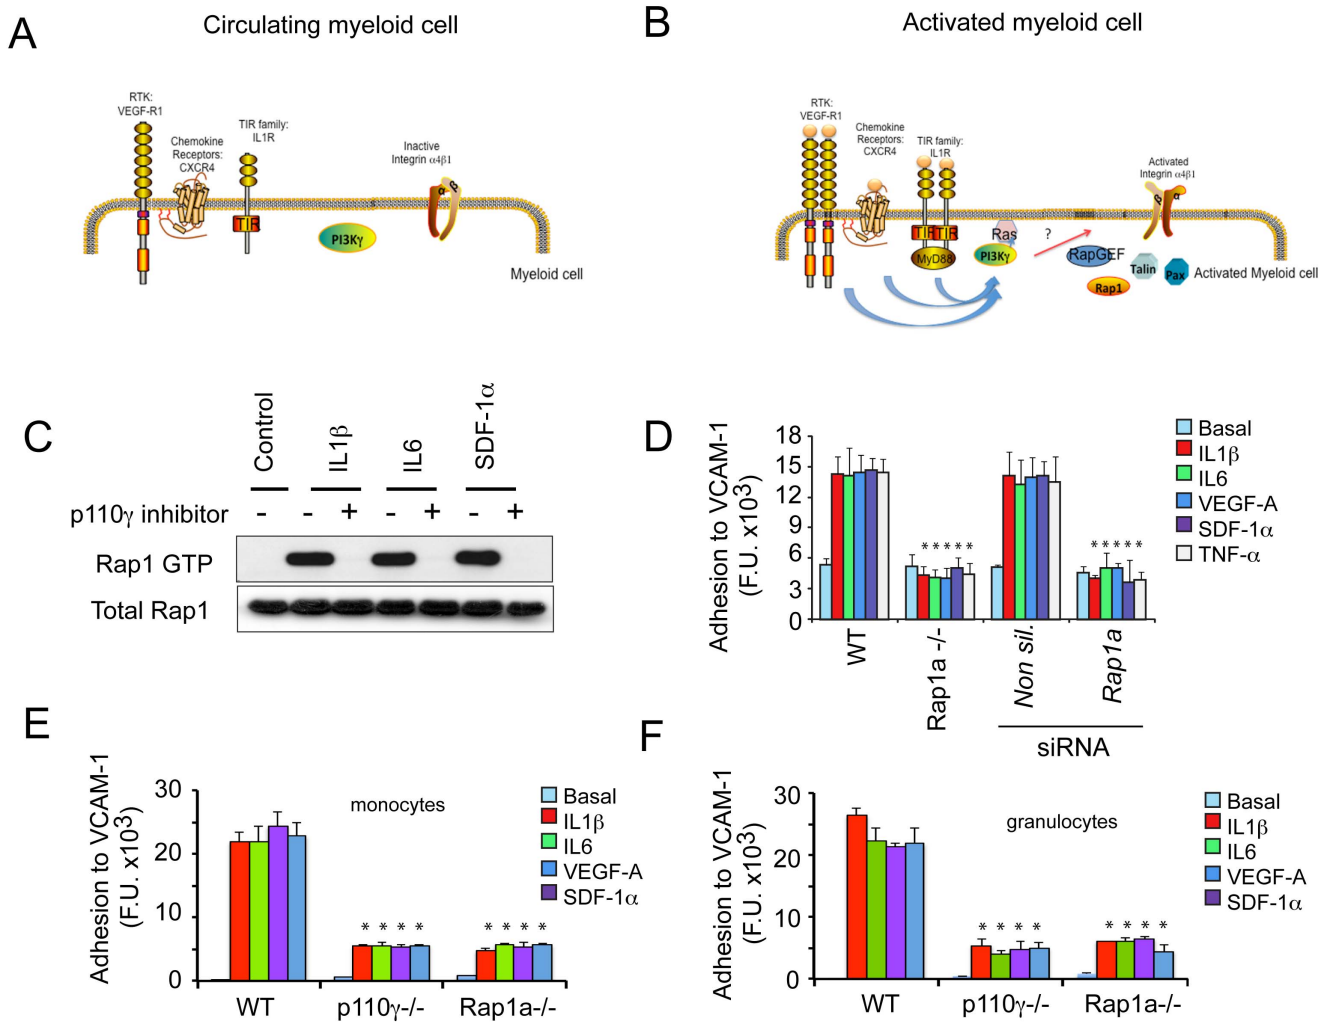 A
Circulating myeloid cell
RTK:
VEGF-R1
Chemokine
Receptors:
CXCR4
TIR family:
IL1R
Inactive
Integrin α4β1
α
β
TIR
PI3Kγ
Myeloid cell
B
Activated myeloid cell
RTK:
VEGF-R1
Chemokine
Receptors:
CXCR4
TIR family:
IL1R
Activated
Integrin α4β1
β
α
TIR
TIR
MyD88
Ras
PI3Kγ
?
RapGEF
Rap1
Talin
Pax
Activated Myeloid cell
C
Control
IL1β
IL6
SDF-1α
p110γ inhibitor
- - + - + - +
Rap1 GTP
Total Rap1
D
Adhesion to VCAM-1
(F.U. x10³)
18
15
12
9
6
3
0
* * * * *
* * * * *
WT
Rap1a -/-
Non sil.
Rap1a
siRNA
Basal
IL1β
IL6
VEGF-A
SDF-1α
TNF-α
E
Adhesion to VCAM-1
(F.U. x10³)
30
20
10
0
monocytes
* * * *
* * * *
WT
p110γ-/-
Rap1a-/-
Basal
IL1β
IL6
VEGF-A
SDF-1α
F
Adhesion to VCAM-1
(F.U. x10³)
30
20
10
0
granulocytes
* * * *
* * * *
WT
p110γ-/-
Rap1a-/-
Basal
IL1β
IL6
VEGF-A
SDF-1α